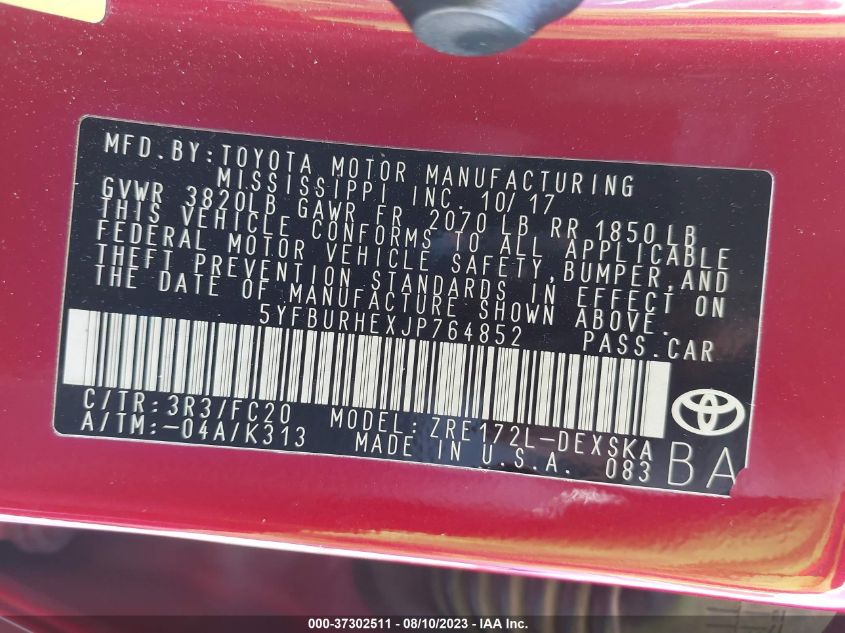 MFD.BY:TOYOTA MOTOR MANUFACTURING
MISSISSIPPI INC. 10/17
GVWR 3820LB GAWR FR 2070 LB RR 1850 LB
THIS VEHICLE CONFORMS TO ALL APPLICABLE
FEDERAL MOTOR VEHICLE SAFETY,BUMPER,AND
THEFT PREVENTION STANDARDS IN EFFECT ON
THE DATE OF MANUFACTURE SHOWN ABOVE.
5YFBURHEXJP764852 PASS.CAR
C/TR:3R3/FC20 MODEL:ZRE172L-DEXSKA
A/TM:-04A/K313 MADE IN U.S.A. 083
BA
000-37302511 - 08/10/2023 - IAA Inc.